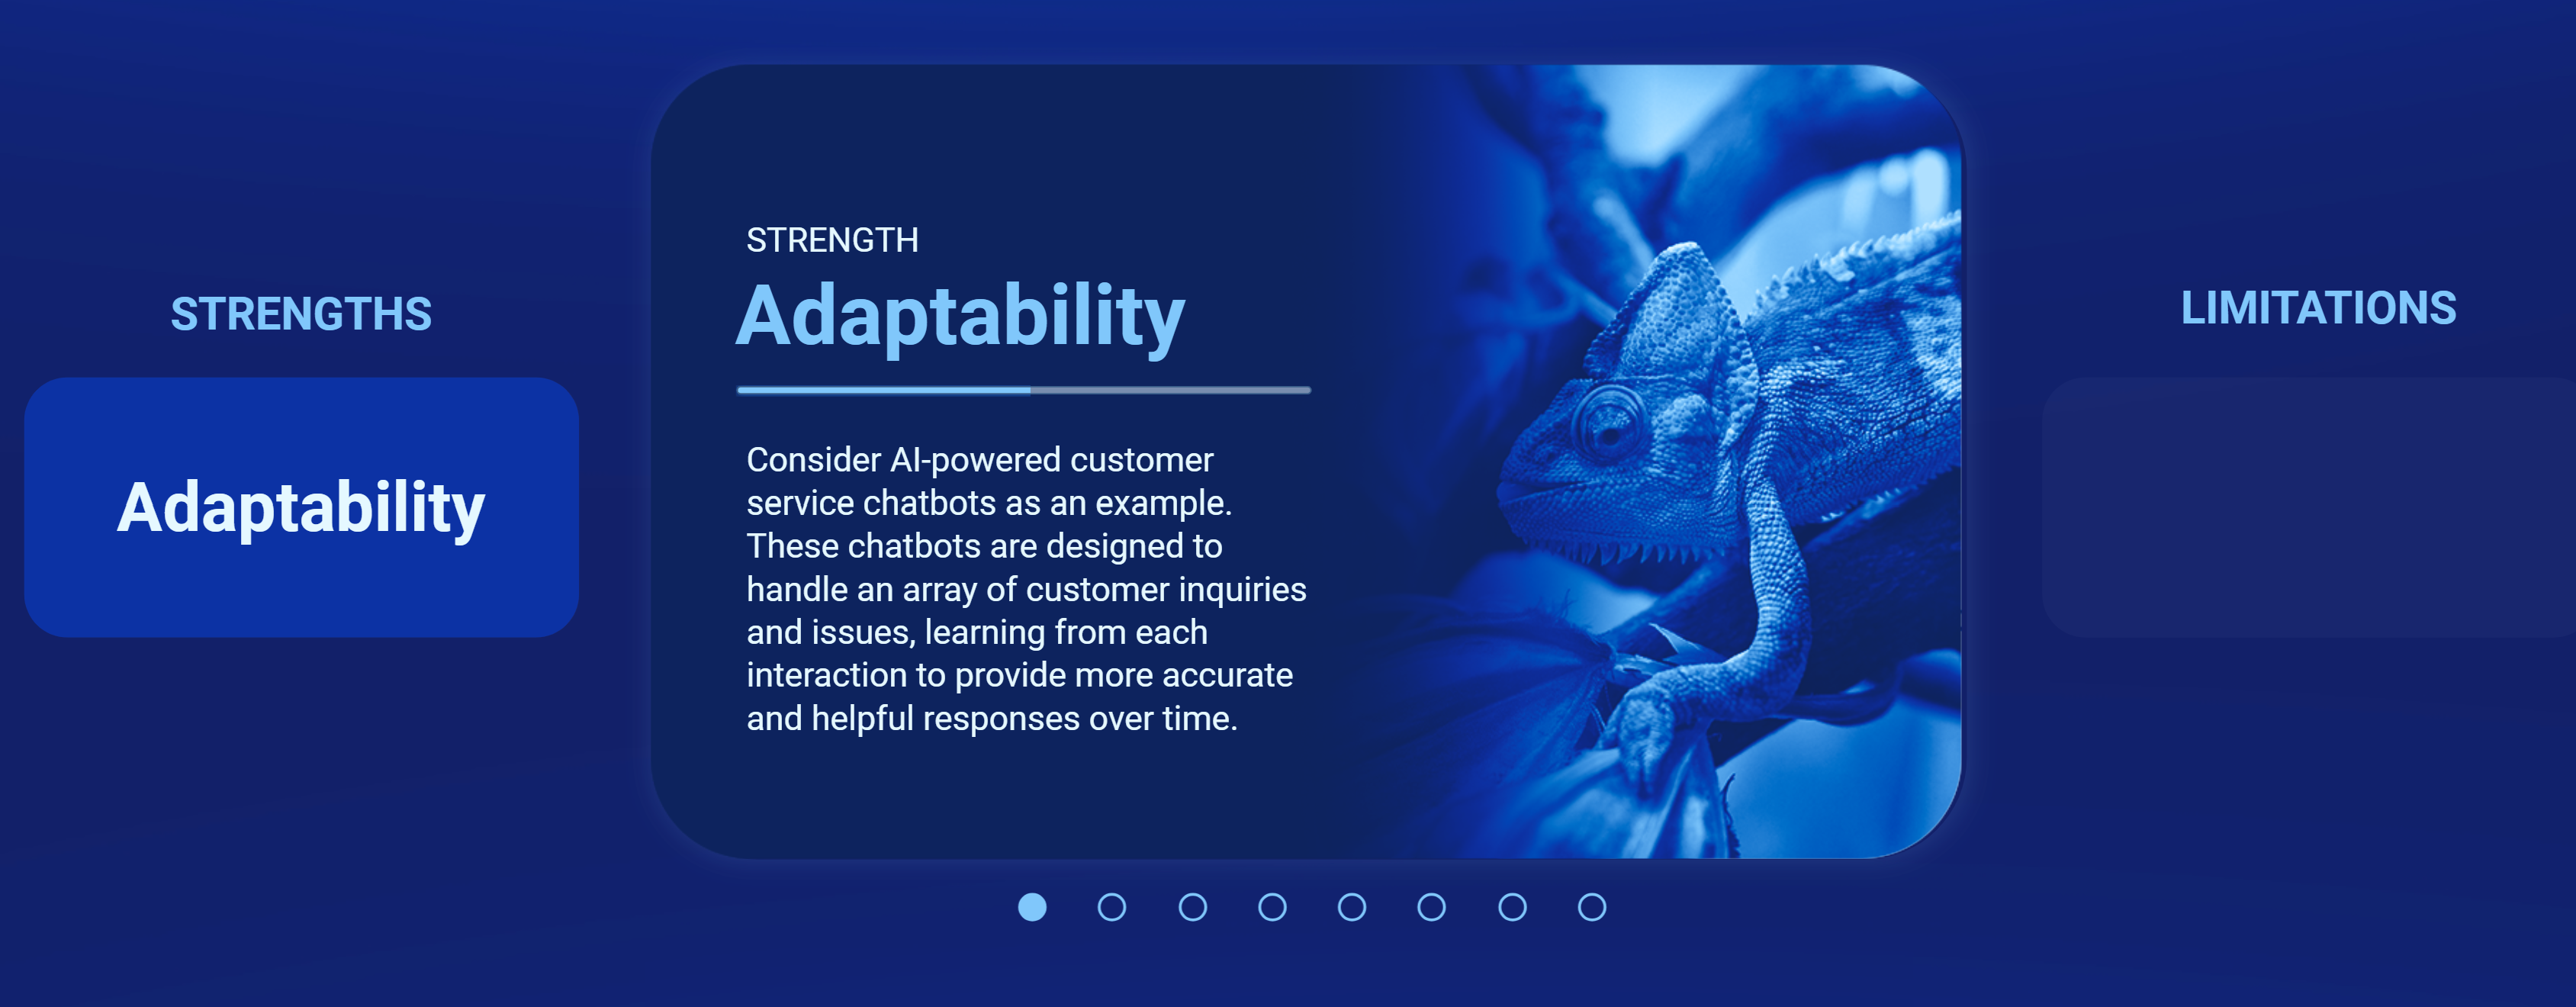 STRENGTHS
Adaptability
STRENGTH
Adaptability
Consider AI-powered customer
service chatbots as an example.
These chatbots are designed to
handle an array of customer inquiries
and issues, learning from each
interaction to provide more accurate
and helpful responses over time.
LIMITATIONS